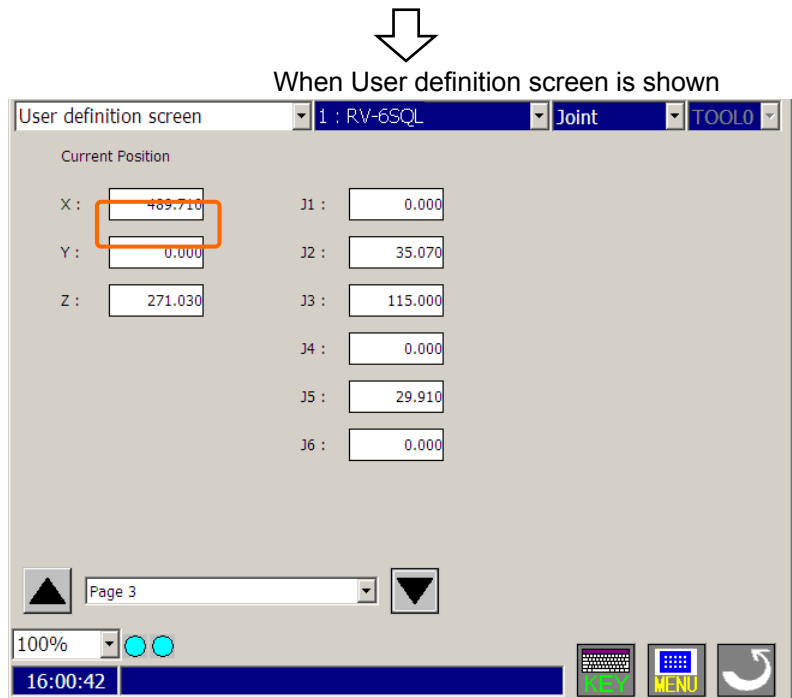 When User definition screen is shown
User definition screen 1 : RV-6SQL Joint TOOL0
Current Position
X : 489.710 J1 : 0.000
Y : 0.000 J2 : 35.070
Z : 271.030 J3 : 115.000
J4 : 0.000
J5 : 29.910
J6 : 0.000
Page 3
100%
16:00:42 KEY MENU